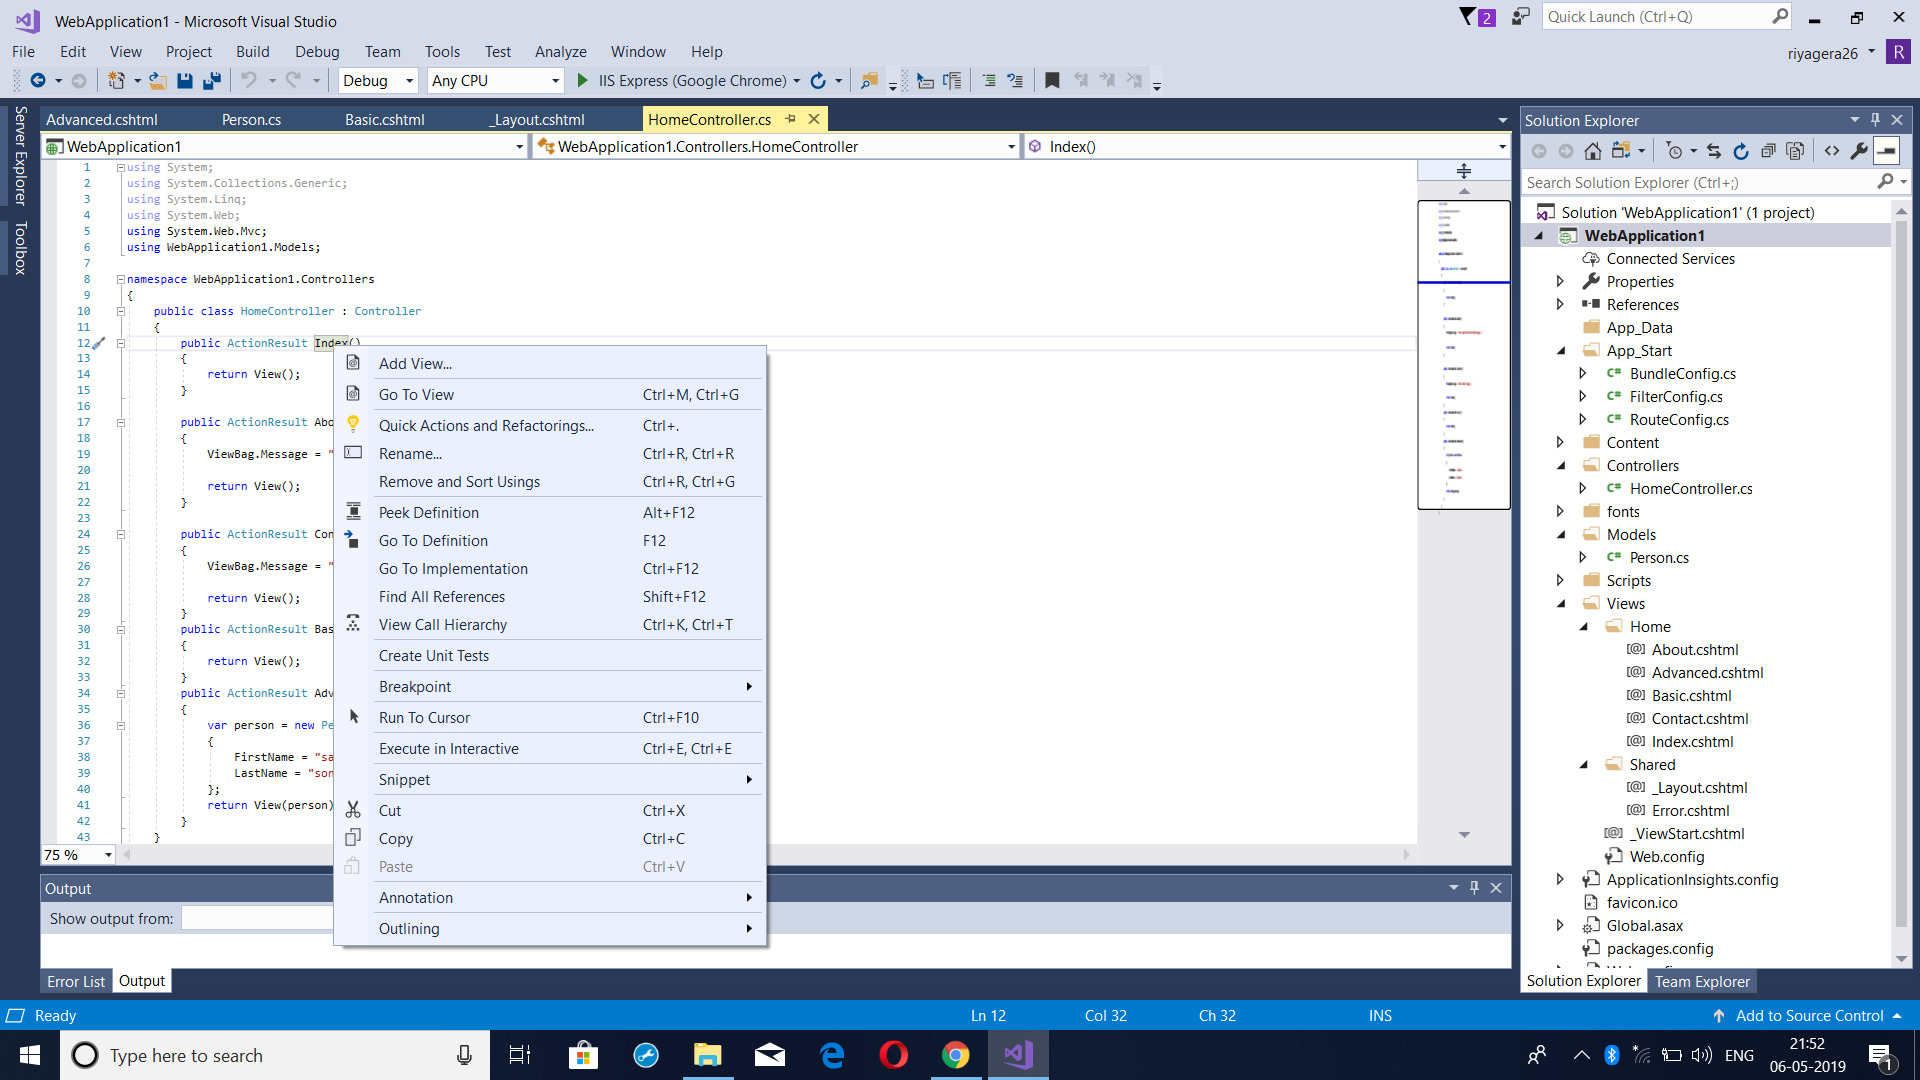 WebApplication1 - Microsoft Visual Studio
2
Quick Launch (Ctrl+Q)
File Edit View Project Build Debug Team Tools Test Analyze Window Help
riyagera26 R
Debug Any CPU IIS Express (Google Chrome)
Server Explorer
Toolbox
Advanced.cshtml Person.cs Basic.cshtml _Layout.cshtml HomeController.cs
WebApplication1 WebApplication1.Controllers.HomeController Index()
1 using System;
2 using System.Collections.Generic;
3 using System.Linq;
4 using System.Web;
5 using System.Web.Mvc;
6 using WebApplication1.Models;
7
8 namespace WebApplication1.Controllers
9 {
10 public class HomeController : Controller
11 {
12 public ActionResult Index()
13 {
14 return View();
15 }
16
17 public ActionResult Abo
18 {
19 ViewBag.Message = "
20
21 return View();
22 }
23
24 public ActionResult Con
25 {
26 ViewBag.Message = "
27
28 return View();
29 }
30 public ActionResult Bas
31 {
32 return View();
33 }
34 public ActionResult Adv
35 {
36 var person = new Pe
37 {
38 FirstName = "sa
39 LastName = "son
40 };
41 return View(person)
42 }
43 }
75 %
Add View...
Go To View Ctrl+M, Ctrl+G
Quick Actions and Refactorings... Ctrl+.
Rename... Ctrl+R, Ctrl+R
Remove and Sort Usings Ctrl+R, Ctrl+G
Peek Definition Alt+F12
Go To Definition F12
Go To Implementation Ctrl+F12
Find All References Shift+F12
View Call Hierarchy Ctrl+K, Ctrl+T
Create Unit Tests
Breakpoint
Run To Cursor Ctrl+F10
Execute in Interactive Ctrl+E, Ctrl+E
Snippet
Cut Ctrl+X
Copy Ctrl+C
Paste Ctrl+V
Annotation
Outlining
Output
Show output from:
Error List Output
Solution Explorer
Search Solution Explorer (Ctrl+;)
Solution 'WebApplication1' (1 project)
WebApplication1
Connected Services
Properties
References
App_Data
App_Start
C# BundleConfig.cs
C# FilterConfig.cs
C# RouteConfig.cs
Content
Controllers
C# HomeController.cs
fonts
Models
C# Person.cs
Scripts
Views
Home
[@] About.cshtml
[@] Advanced.cshtml
[@] Basic.cshtml
[@] Contact.cshtml
[@] Index.cshtml
Shared
[@] _Layout.cshtml
[@] Error.cshtml
[@] _ViewStart.cshtml
Web.config
ApplicationInsights.config
favicon.ico
Global.asax
packages.config
Solution Explorer Team Explorer
Ready Ln 12 Col 32 Ch 32 INS Add to Source Control
Type here to search
ENG
21:52
06-05-2019
1